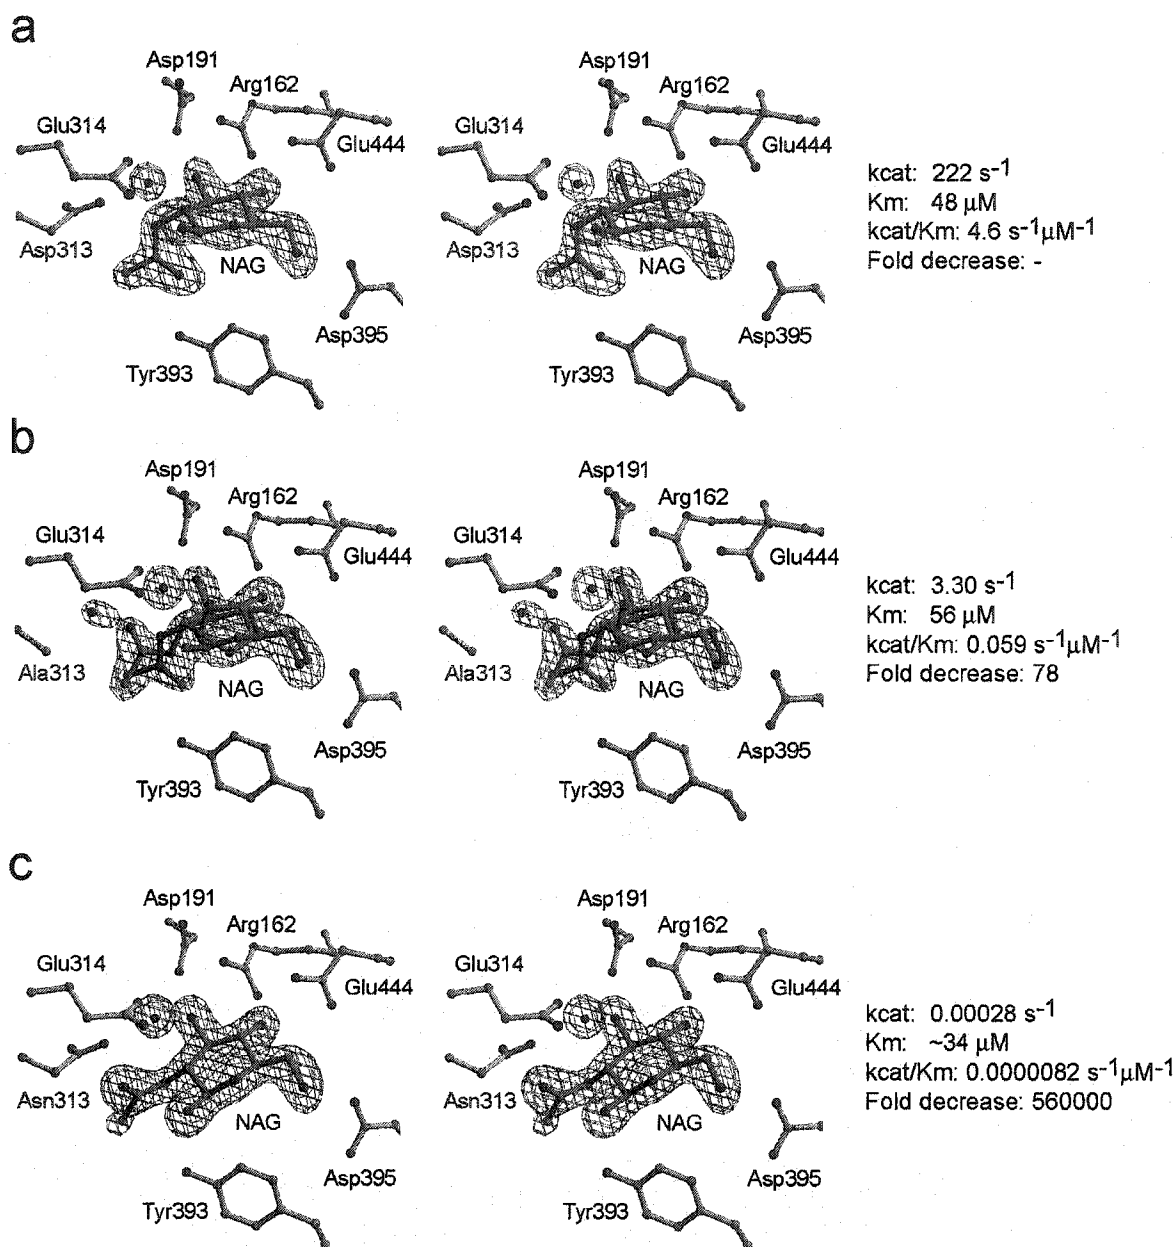 a
Asp191
Arg162
Glu314
Glu444
Asp313
NAG
Asp395
Tyr393
Asp191
Arg162
Glu314
Glu444
Asp313
NAG
Asp395
Tyr393
kcat: 222 s-1
Km: 48 µM
kcat/Km: 4.6 s-1µM-1
Fold decrease: -
b
Asp191
Arg162
Glu314
Glu444
Ala313
NAG
Asp395
Tyr393
Asp191
Arg162
Glu314
Glu444
Ala313
NAG
Asp395
Tyr393
kcat: 3.30 s-1
Km: 56 µM
kcat/Km: 0.059 s-1µM-1
Fold decrease: 78
c
Asp191
Arg162
Glu314
Glu444
Asn313
NAG
Asp395
Tyr393
Asp191
Arg162
Glu314
Glu444
Asn313
NAG
Asp395
Tyr393
kcat: 0.00028 s-1
Km: ~34 µM
kcat/Km: 0.0000082 s-1µM-1
Fold decrease: 560000